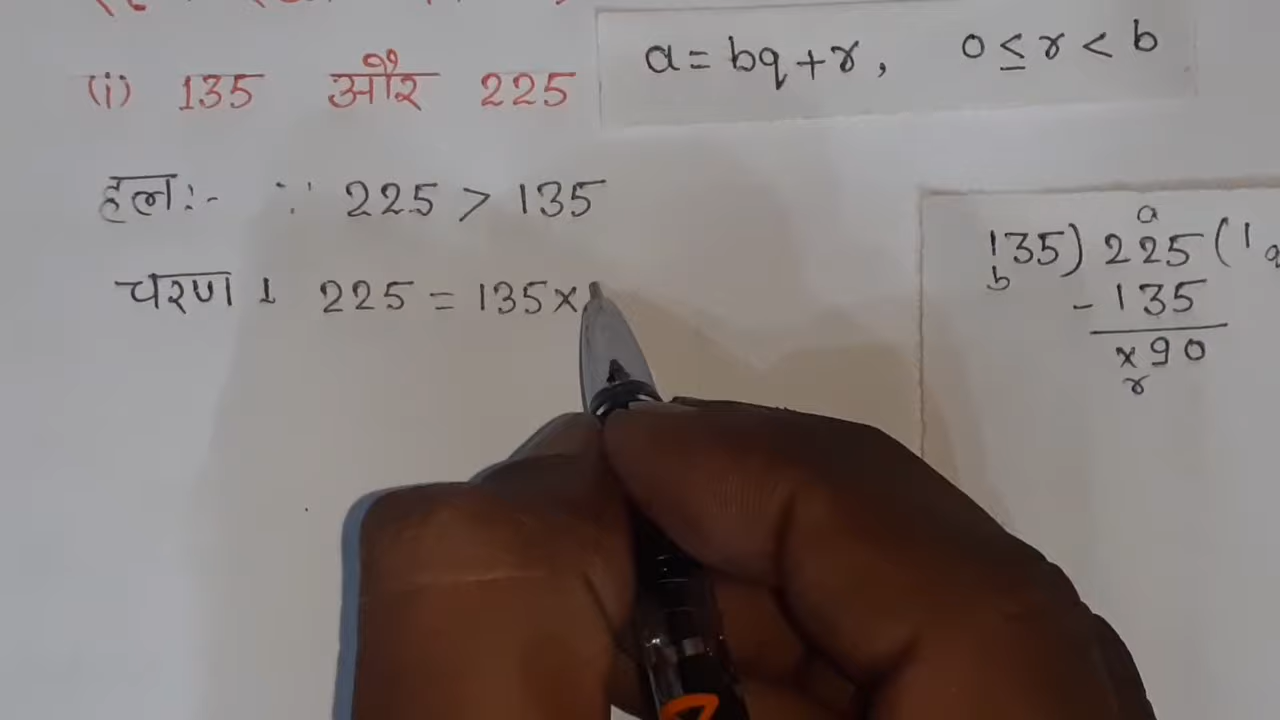 a = bq + r, 0 ≤ r < b
(i) 135 और 225
हल :- ∵ 225 > 135
चरण 1 225 = 135 ×
a
135 ) 225 ( 1
b q
- 135
× 90
r